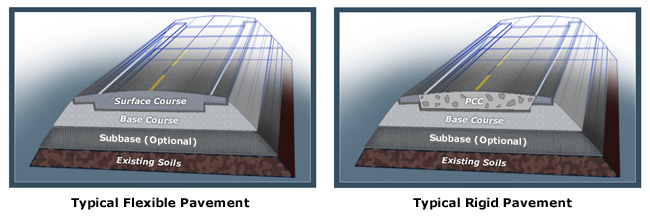 Surface Course
Base Course
Subbase (Optional)
Existing Soils
Typical Flexible Pavement
PCC
Base Course
Subbase (Optional)
Existing Soils
Typical Rigid Pavement